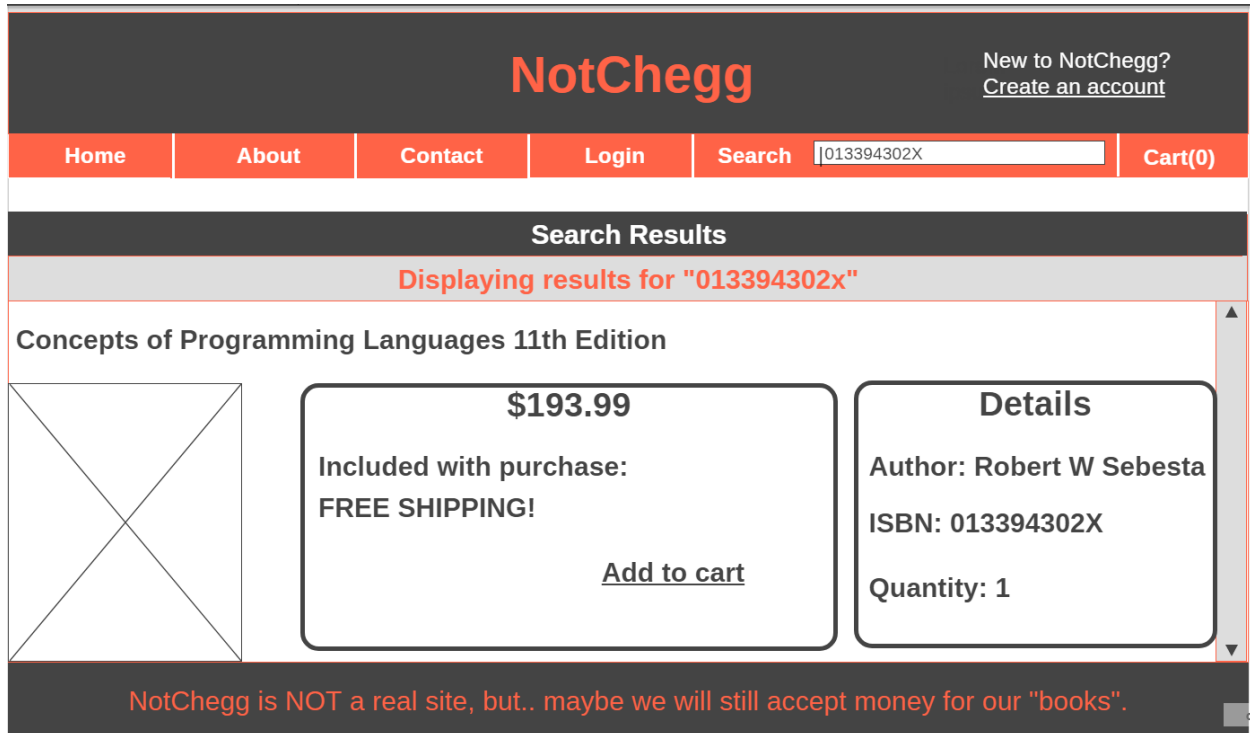 NotChegg
New to NotChegg?
Create an account
Home
About
Contact
Login
Search
013394302X
Cart(0)
Search Results
Displaying results for "013394302x"
Concepts of Programming Languages 11th Edition
$193.99
Included with purchase:
FREE SHIPPING!
Add to cart
Details
Author: Robert W Sebesta
ISBN: 013394302X
Quantity: 1
NotChegg is NOT a real site, but.. maybe we will still accept money for our "books".